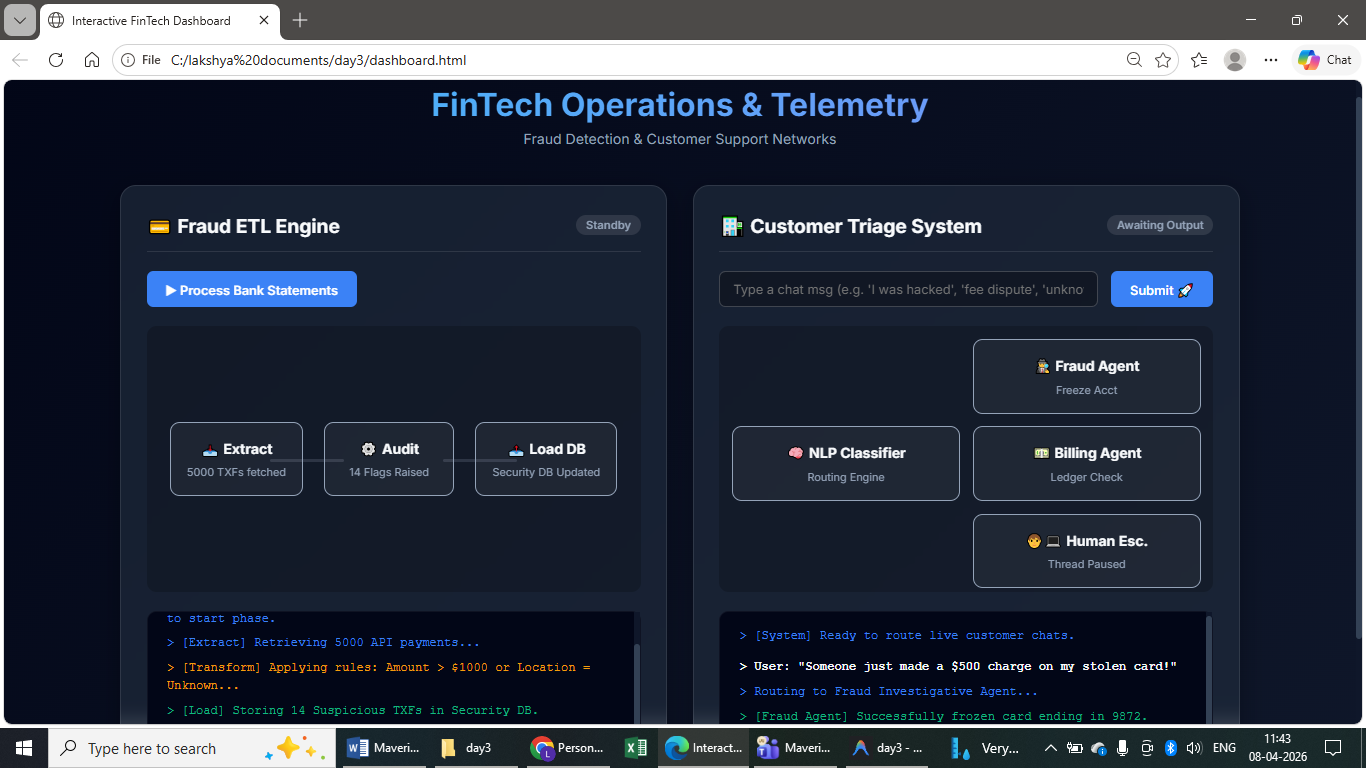 Interactive FinTech Dashboard
File C:/lakshya%20documents/day3/dashboard.html
Chat
FinTech Operations & Telemetry
Fraud Detection & Customer Support Networks
Fraud ETL Engine
Standby
Process Bank Statements
Extract
5000 TXFs fetched
Audit
14 Flags Raised
Load DB
Security DB Updated
to start phase.
> [Extract] Retrieving 5000 API payments...
> [Transform] Applying rules: Amount > $1000 or Location =
Unknown...
> [Load] Storing 14 Suspicious TXFs in Security DB.
Customer Triage System
Awaiting Output
Type a chat msg (e.g. 'I was hacked', 'fee dispute', 'unkno
Submit
Fraud Agent
Freeze Acct
NLP Classifier
Routing Engine
Billing Agent
Ledger Check
Human Esc.
Thread Paused
> [System] Ready to route live customer chats.
> User: "Someone just made a $500 charge on my stolen card!"
> Routing to Fraud Investigative Agent...
> [Fraud Agent] Successfully frozen card ending in 9872.
Type here to search
Maveri...
day3
Person...
Interact...
Maveri...
day3 - ...
Very...
ENG
11:43
08-04-2026